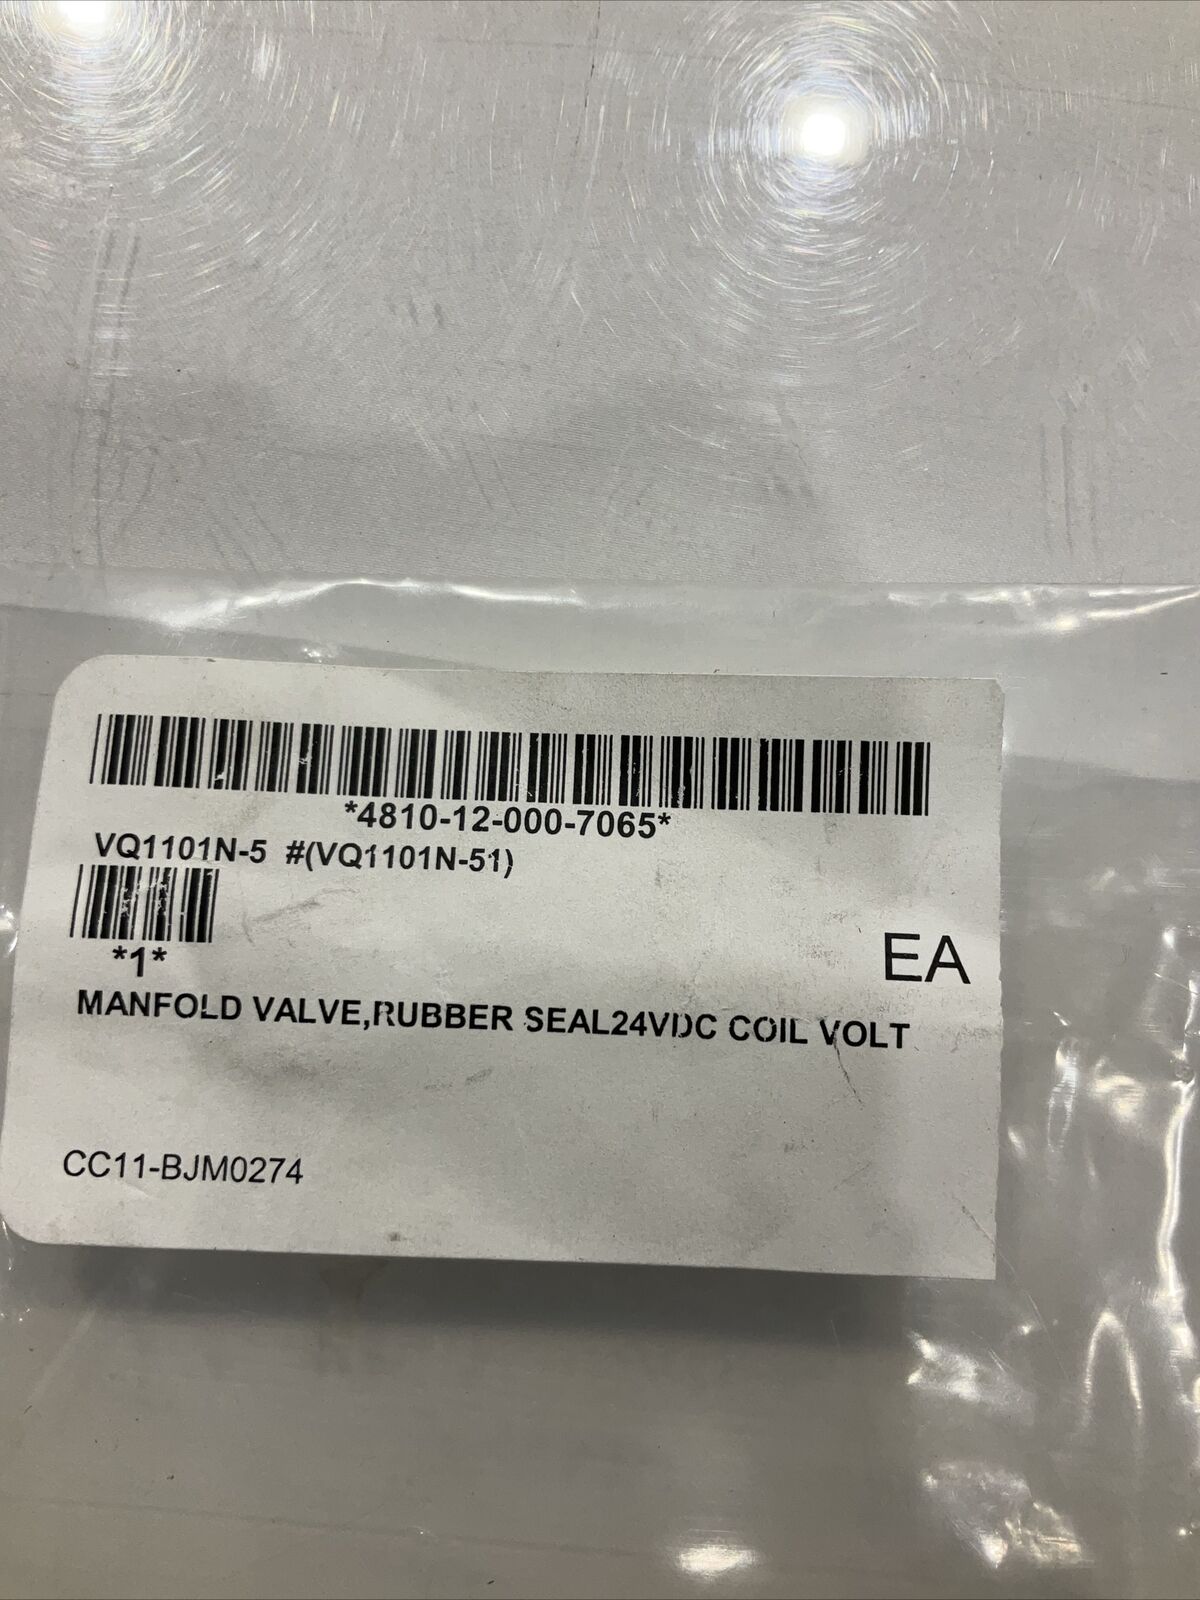 *4810-12-000-7065*
VQ1101N-5 #(VQ1101N-51)
*1*
EA
MANFOLD VALVE,RUBBER SEAL24VDC COIL VOLT
CC11-BJM0274